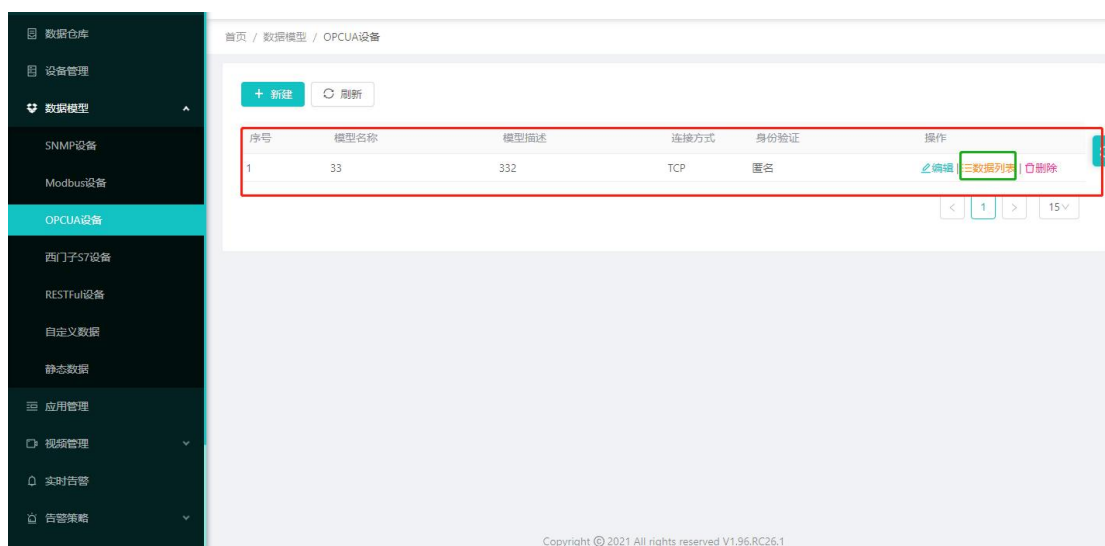 数据仓库
设备管理
数据模型
SNMP设备
Modbus设备
OPCUA设备
西门子S7设备
RESTFul设备
自定义数据
静态数据
应用管理
视频管理
实时告警
告警策略
首页 / 数据模型 / OPCUA设备
+ 新建 刷新
序号 模型名称 模型描述 连接方式 身份验证 操作
1 33 332 TCP 匿名 编辑 | 数据列表 | 删除
< 1 > 15
Copyright © 2021 All rights reserved V1.96.RC26.1